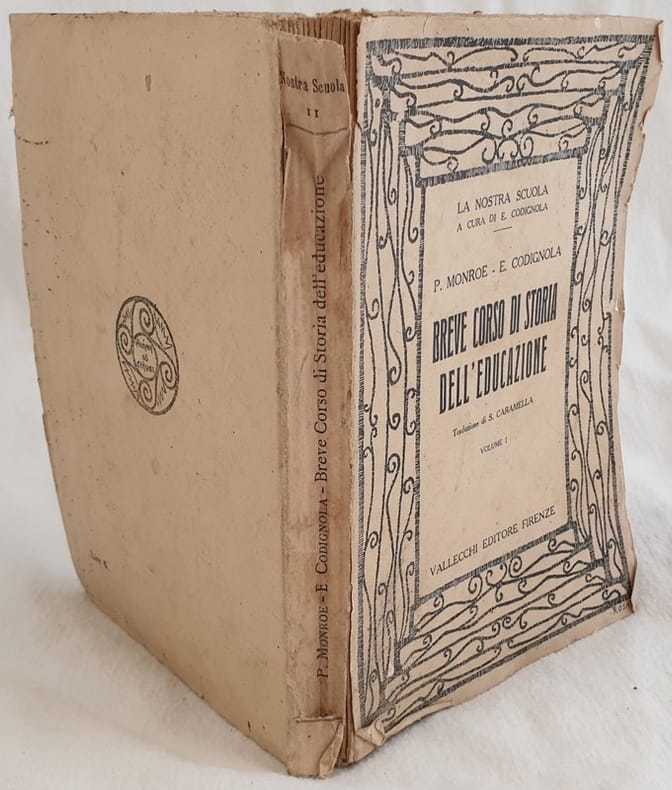 Nostra Scuola
II
P. MONROE - E CODIGNOLA - Breve Corso di Storia dell'educazione
LA NOSTRA SCUOLA
A CURA DI E. CODIGNOLA
P. MONROE - E. CODIGNOLA
BREVE CORSO DI STORIA
DELL'EDUCAZIONE
Traduzione di S. CARAMELLA
VOLUME I
VALLECCHI EDITORE FIRENZE